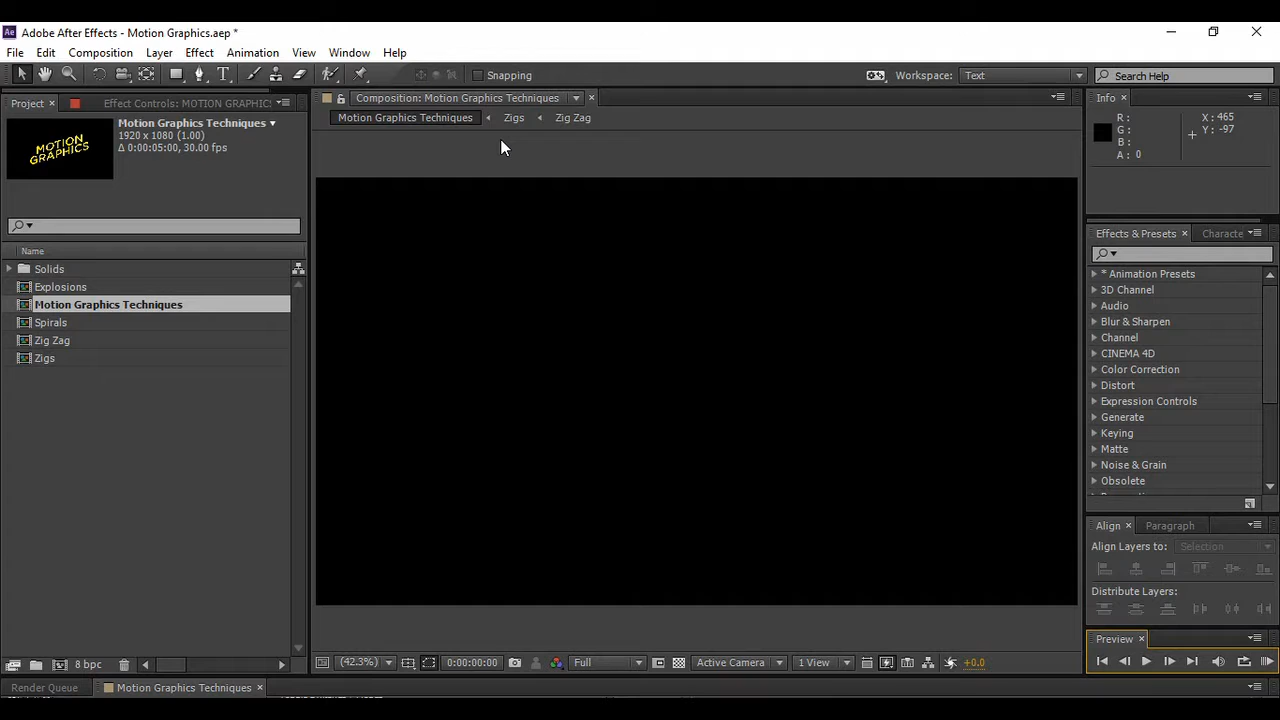 Adobe After Effects - Motion Graphics.aep *
File Edit Composition Layer Effect Animation View Window Help
Snapping
Workspace: Text
Search Help
Project
Effect Controls: MOTION GRAPHICS
Composition: Motion Graphics Techniques
Info
Motion Graphics Techniques
1920 x 1080 (1.00)
Δ 0:00:05:00, 30.00 fps
MOTION
GRAPHICS
Motion Graphics Techniques Zigs Zig Zag
R :
G :
B :
A : 0
X : 465
Y : -97
Name
Solids
Explosions
Motion Graphics Techniques
Spirals
Zig Zag
Zigs
Effects & Presets
Characte
* Animation Presets
3D Channel
Audio
Blur & Sharpen
Channel
CINEMA 4D
Color Correction
Distort
Expression Controls
Generate
Keying
Matte
Noise & Grain
Obsolete
Align
Paragraph
Align Layers to:
Selection
Distribute Layers:
Preview
8 bpc
(42.3%)
0:00:00:00
Full
Active Camera
1 View
+0.0
Render Queue
Motion Graphics Techniques